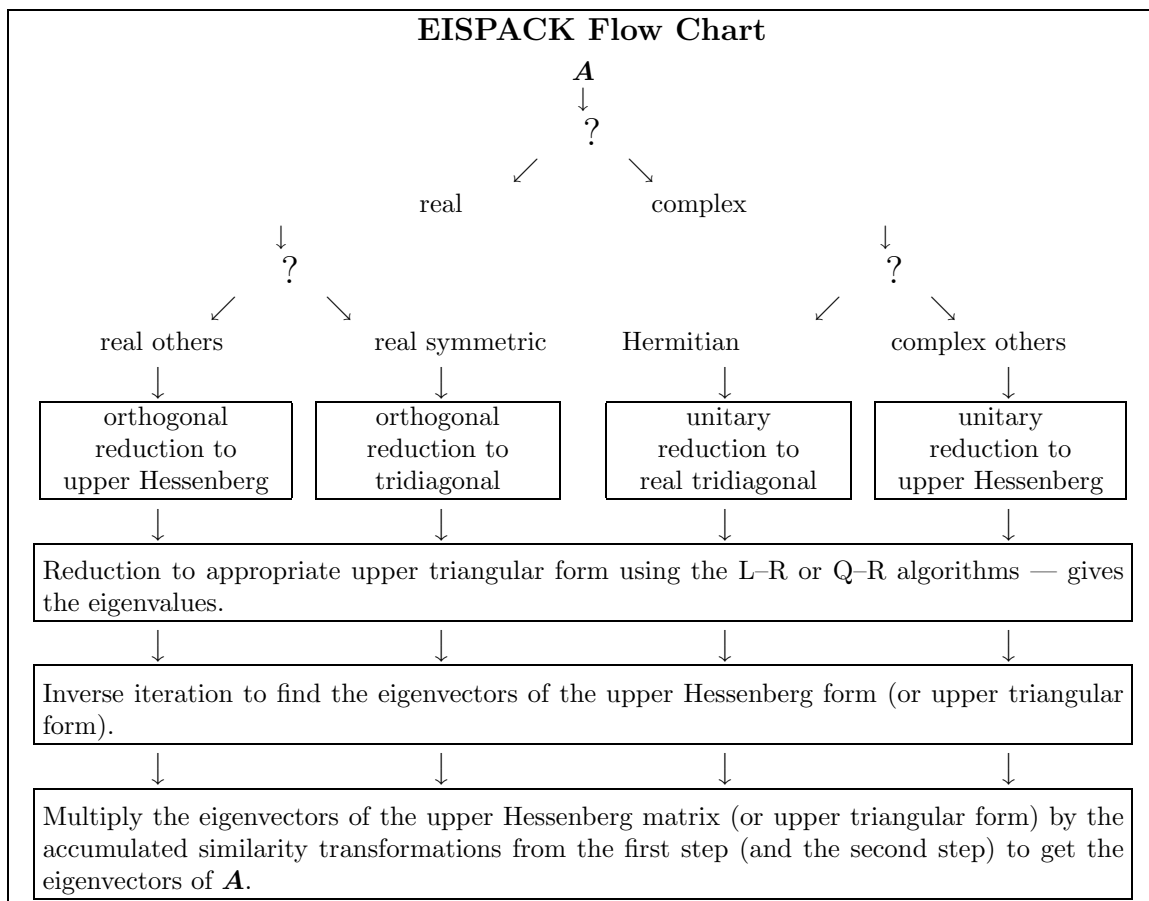 EISPACK Flow Chart
A
↓
?
↙ ↘
real complex
↓ ↓
? ?
↙ ↘ ↙ ↘
real others real symmetric Hermitian complex others
↓ ↓ ↓ ↓
orthogonal orthogonal unitary unitary
reduction to reduction to reduction to reduction to
upper Hessenberg tridiagonal real tridiagonal upper Hessenberg
↓ ↓ ↓ ↓
Reduction to appropriate upper triangular form using the L–R or Q–R algorithms — gives
the eigenvalues.
↓ ↓ ↓ ↓
Inverse iteration to find the eigenvectors of the upper Hessenberg form (or upper triangular
form).
↓ ↓ ↓ ↓
Multiply the eigenvectors of the upper Hessenberg matrix (or upper triangular form) by the
accumulated similarity transformations from the first step (and the second step) to get the
eigenvectors of A.